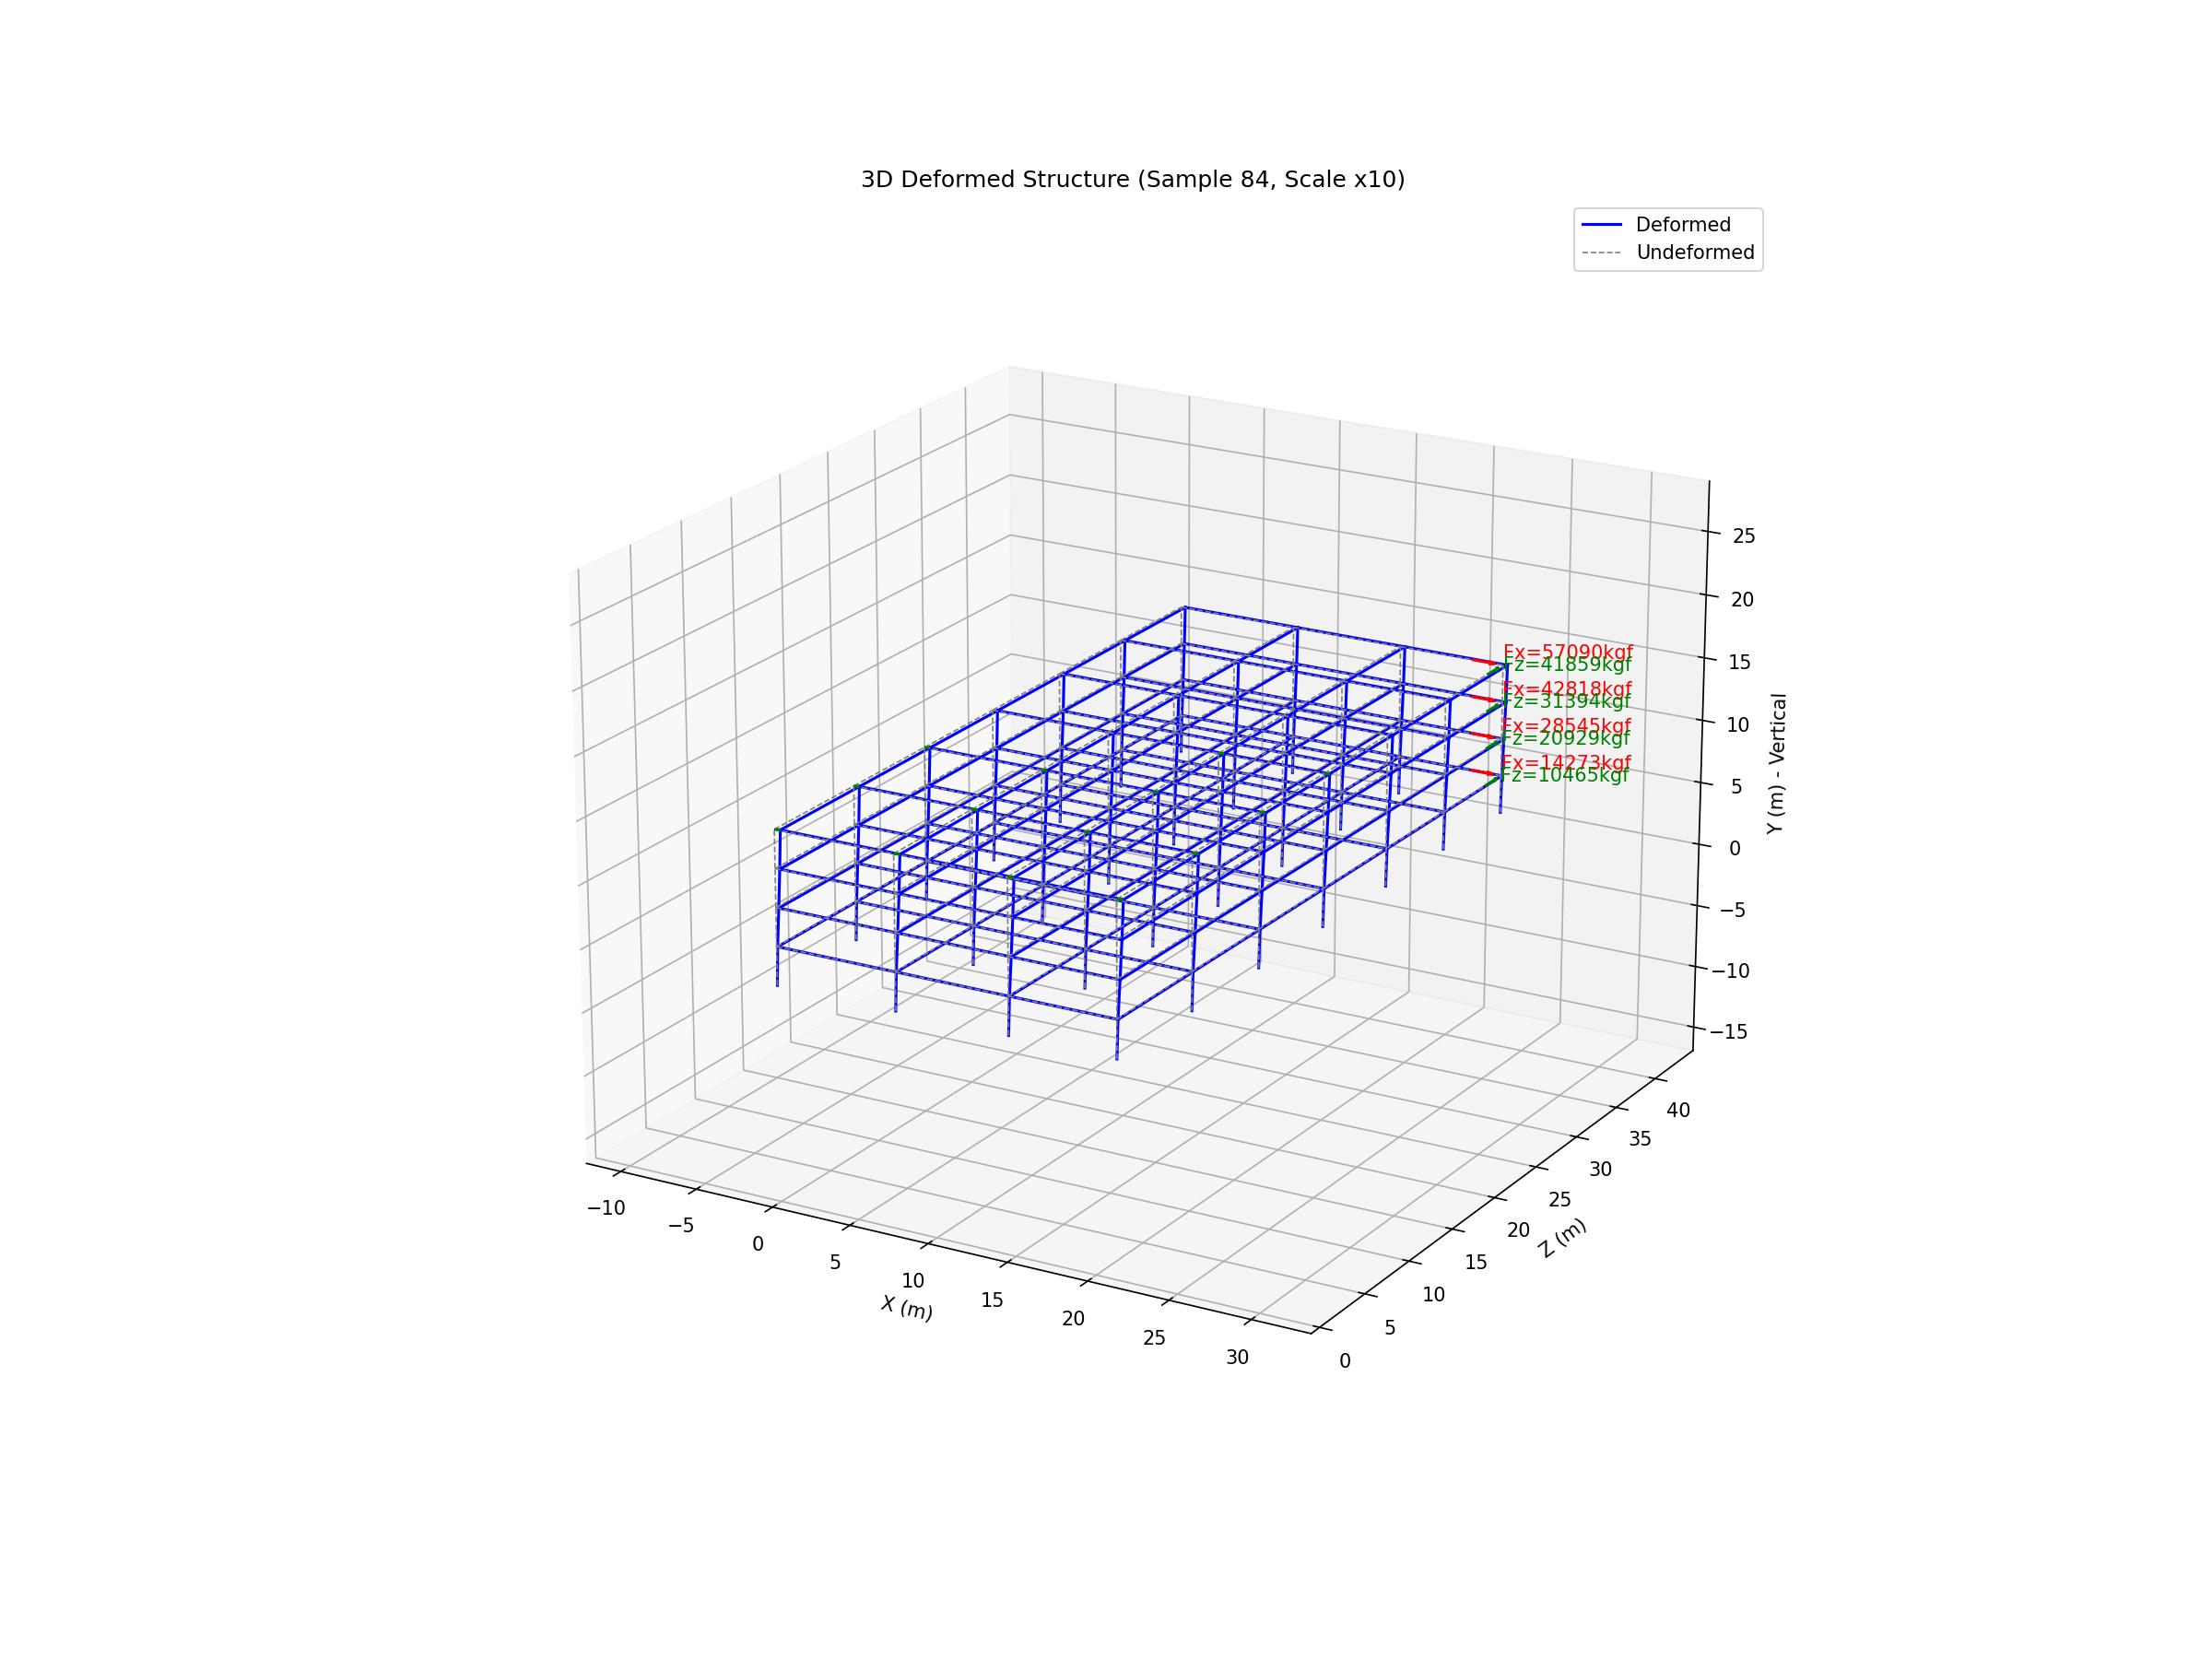 3D Deformed Structure (Sample 84, Scale x10)
Deformed
Undeformed
Fx=57090kgf
Fz=41859kgf
Fx=42818kgf
Fz=31394kgf
Fx=28545kgf
Fz=20929kgf
Fx=14273kgf
Fz=10465kgf
25
20
15
10
5
0
−5
−10
−15
Y (m) - Vertical
−10
−5
0
5
10
15
20
25
30
X (m)
0
5
10
15
20
25
30
35
40
Z (m)